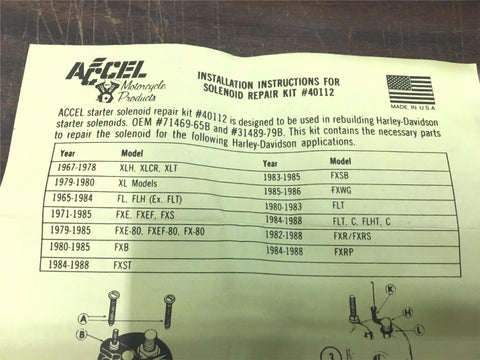 ACCEL
Motorcycle
Products
INSTALLATION INSTRUCTIONS FOR
SOLENOID REPAIR KIT #40112
MADE IN U S A
ACCEL starter solenoid repair kit #40112 is designed to be used in rebuilding Harley-Davidson
starter solenoids. OEM #71469-65B and #31489-79B. This kit contains the necessary parts
to repair the solenoid for the following Harley-Davidson applications.
Year Model
1967-1978 XLH, XLCR, XLT
1979-1980 XL Models
1965-1984 FL, FLH (Ex. FLT)
1971-1985 FXE, FXEF, FXS
1979-1985 FXE-80, FXEF-80, FX-80
1980-1985 FXB
1984-1988 FXST
Year Model
1983-1985 FXSB
1985-1986 FXWG
1980-1983 FLT
1984-1988 FLT, C, FLHT, C
1982-1988 FXR/FXRS
1984-1988 FXRP
A
B
K
H
L
3